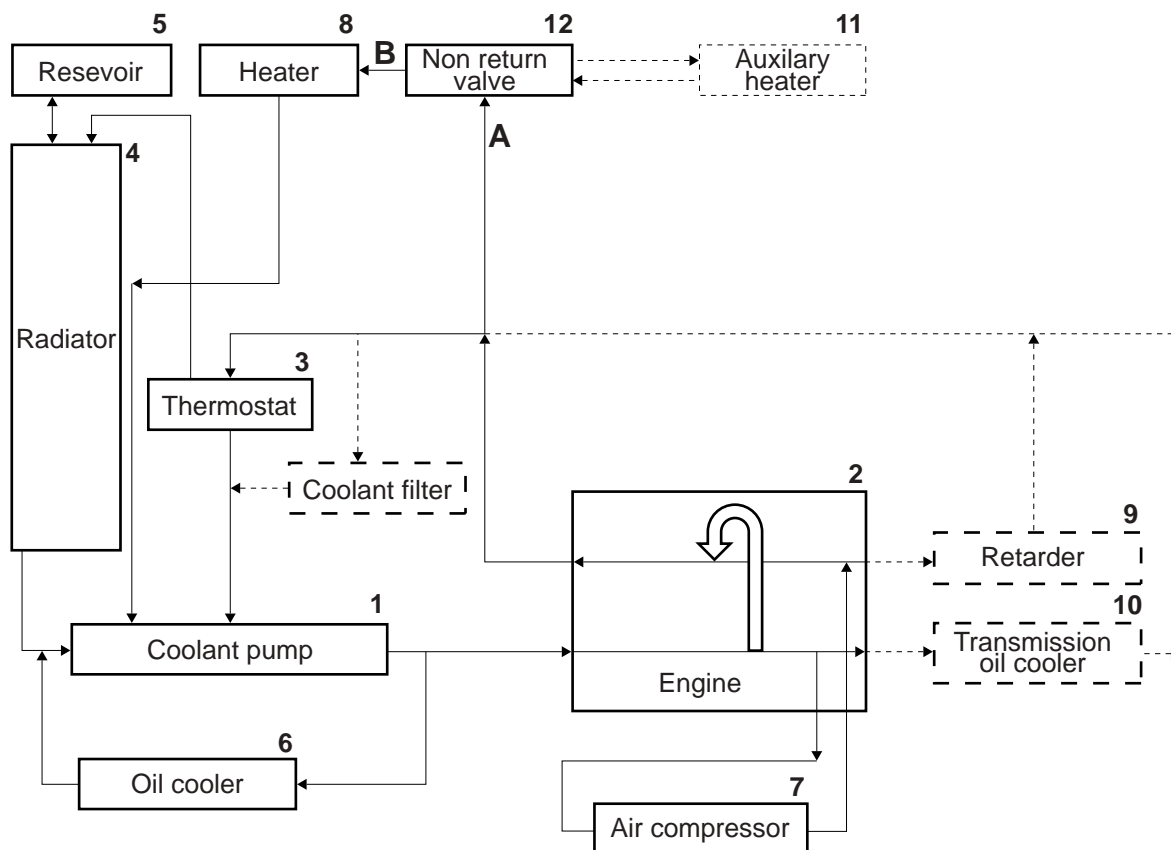 5
8
12
11
Resevoir
Heater
B
Non return
valve
Auxilary
heater
A
4
Radiator
3
Thermostat
Coolant filter
2
9
Retarder
1
10
Coolant pump
Transmission
oil cooler
Engine
6
Oil cooler
7
Air compressor